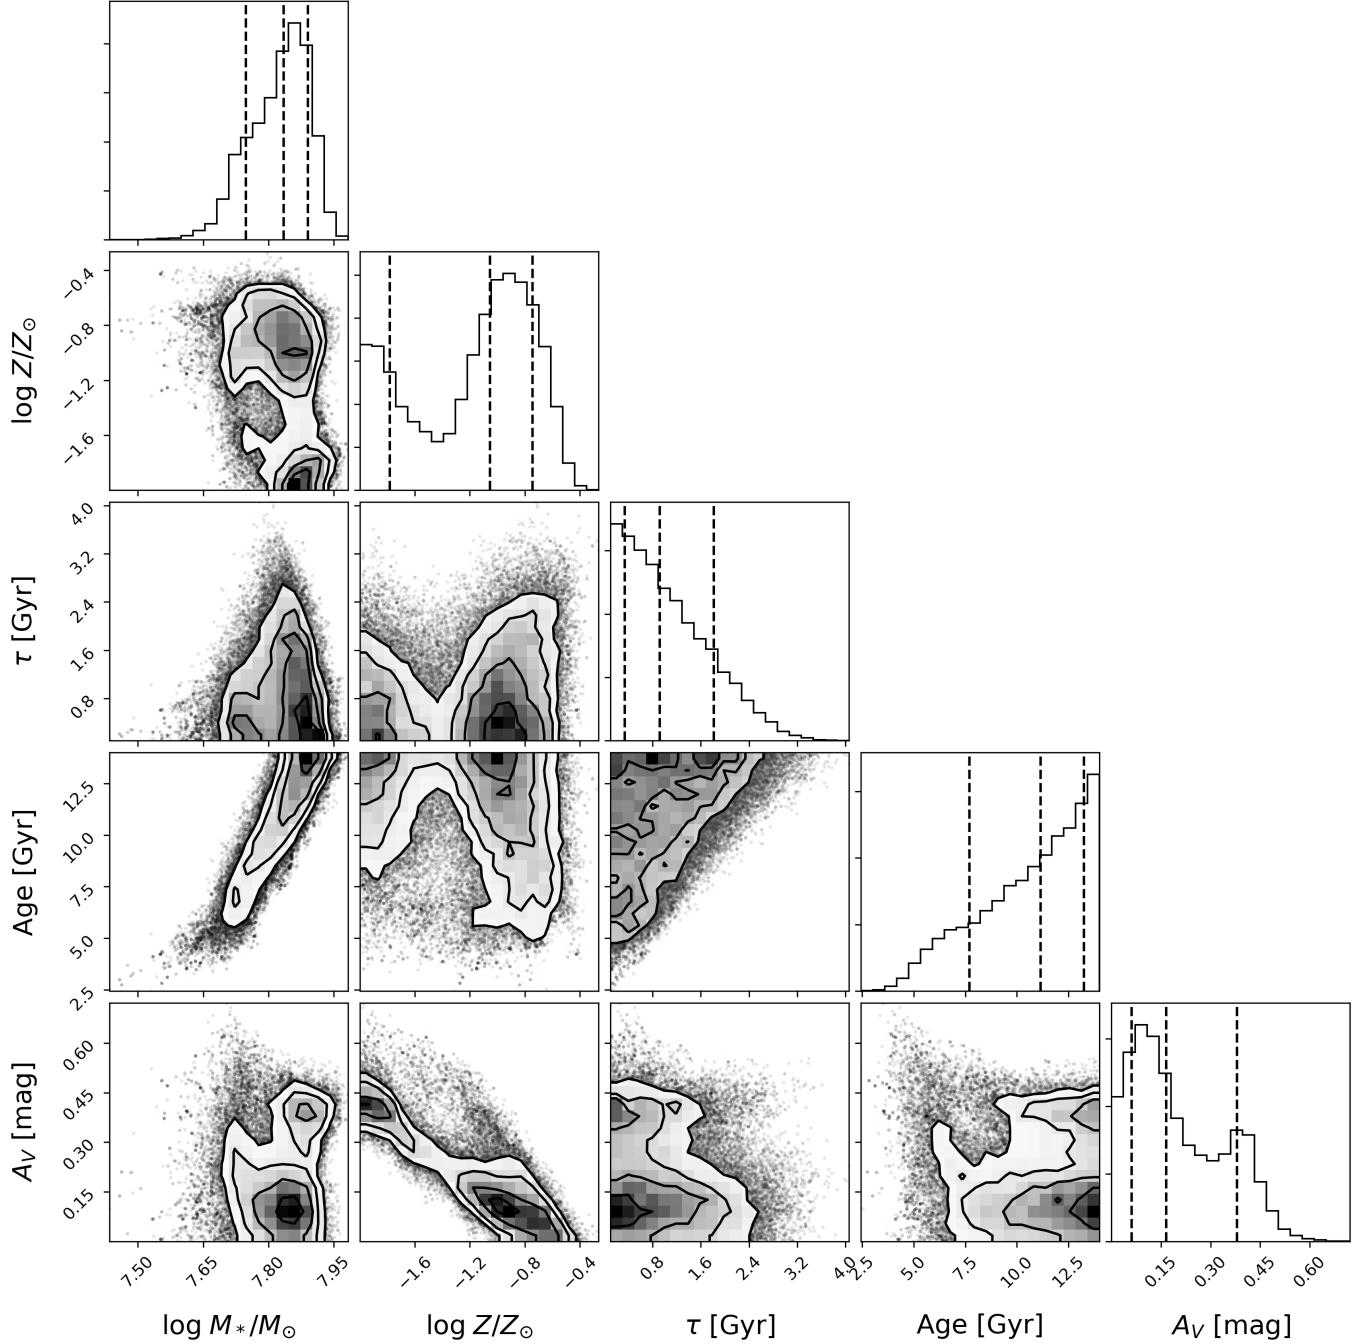 log Z/Z⊙
−0.4
−0.8
−1.2
−1.6
τ [Gyr]
4.0
3.2
2.4
1.6
0.8
Age [Gyr]
12.5
10.0
7.5
5.0
2.5
A_V [mag]
0.60
0.45
0.30
0.15
7.50 7.65 7.80 7.95
−1.6 −1.2 −0.8 −0.4
0.8 1.6 2.4 3.2 4.0
2.5 5.0 7.5 10.0 12.5
0.15 0.30 0.45 0.60
log M*/M⊙ log Z/Z⊙ τ [Gyr] Age [Gyr] A_V [mag]